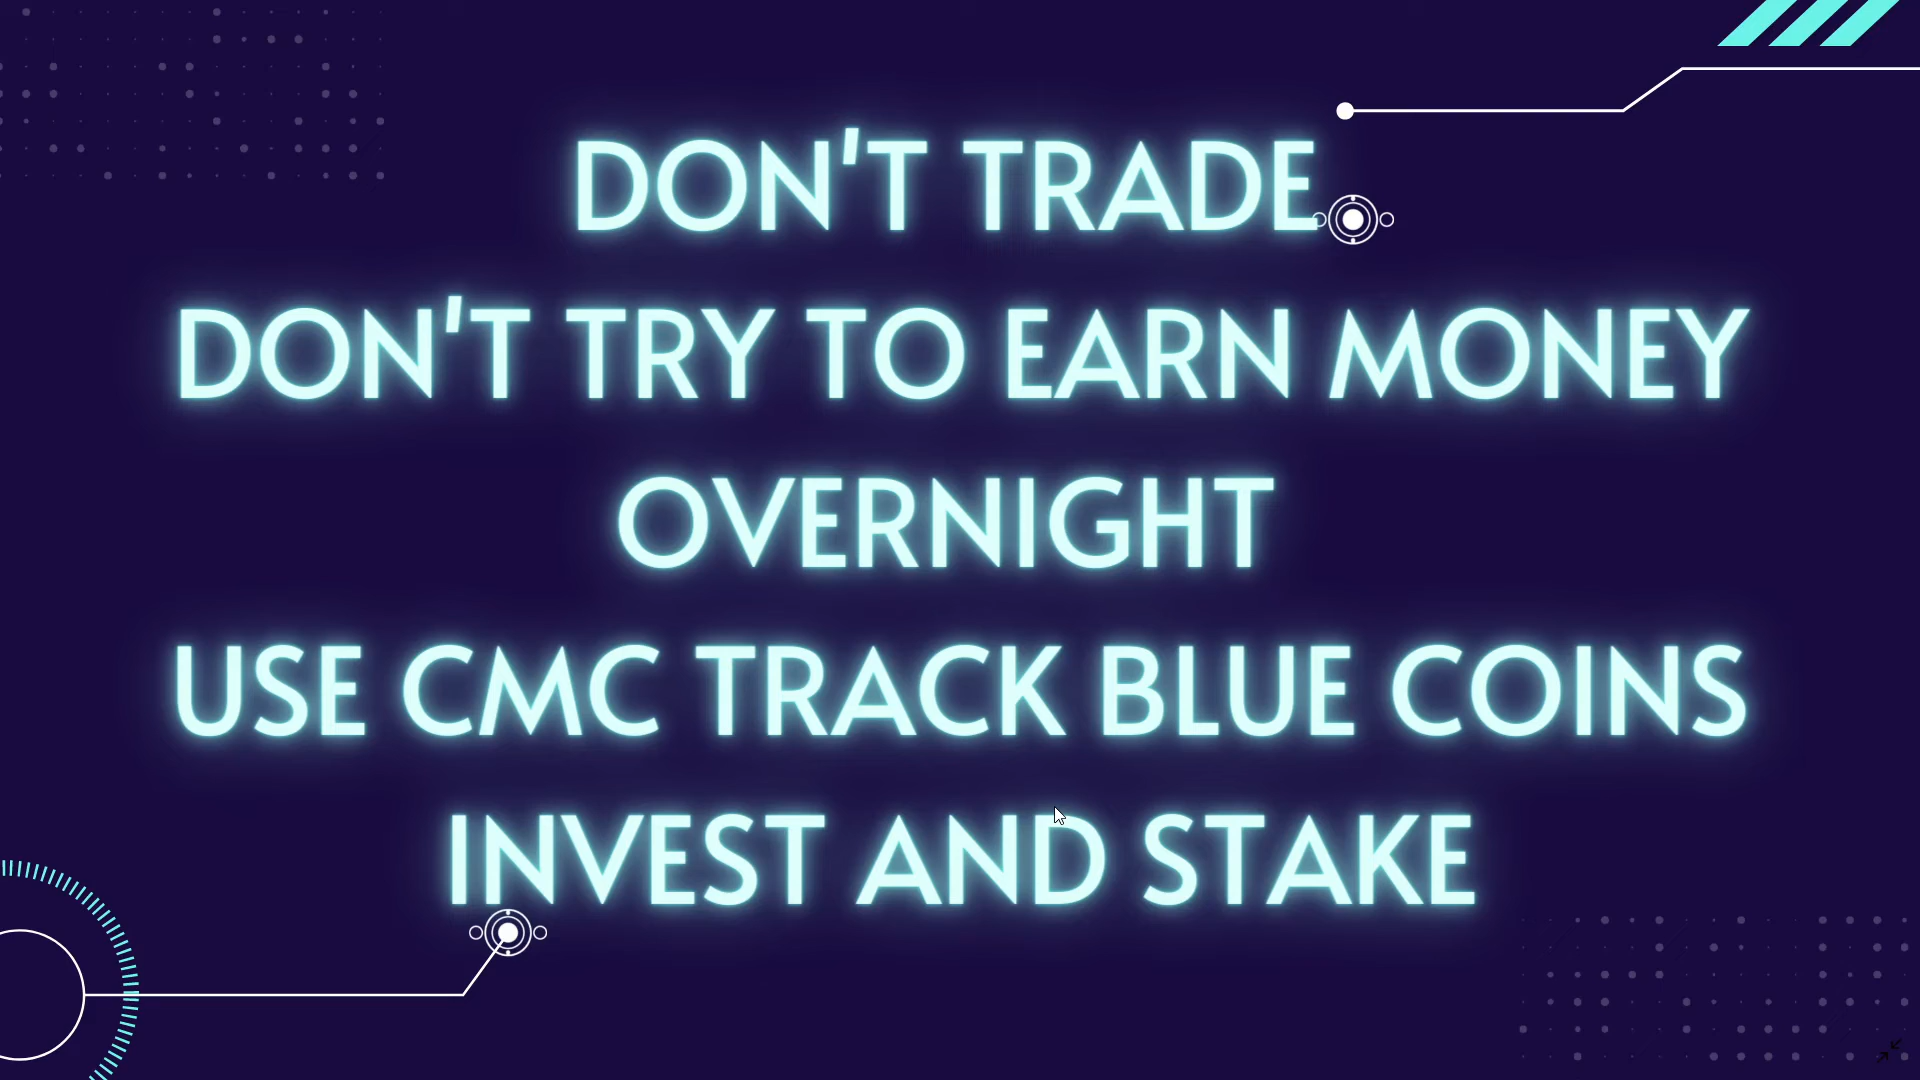 DON'T TRADE
DON'T TRY TO EARN MONEY
OVERNIGHT
USE CMC TRACK BLUE COINS
INVEST AND STAKE